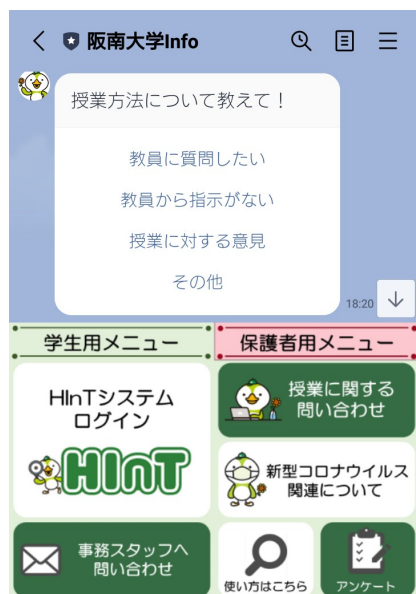 阪南大学Info
授業方法について教えて！
教員に質問したい
教員から指示がない
授業に対する意見
その他
18:20
学生用メニュー
保護者用メニュー
HInTシステム
ログイン
HInT
授業に関する
問い合わせ
新型コロナウイルス
関連について
事務スタッフへ
問い合わせ
使い方はこちら
アンケート